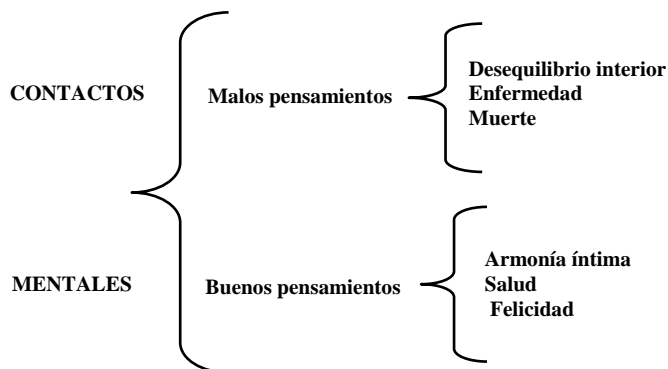 CONTACTOS
MENTALES
Malos pensamientos
Desequilibrio interior
Enfermedad
Muerte
Buenos pensamientos
Armonía íntima
Salud
Felicidad